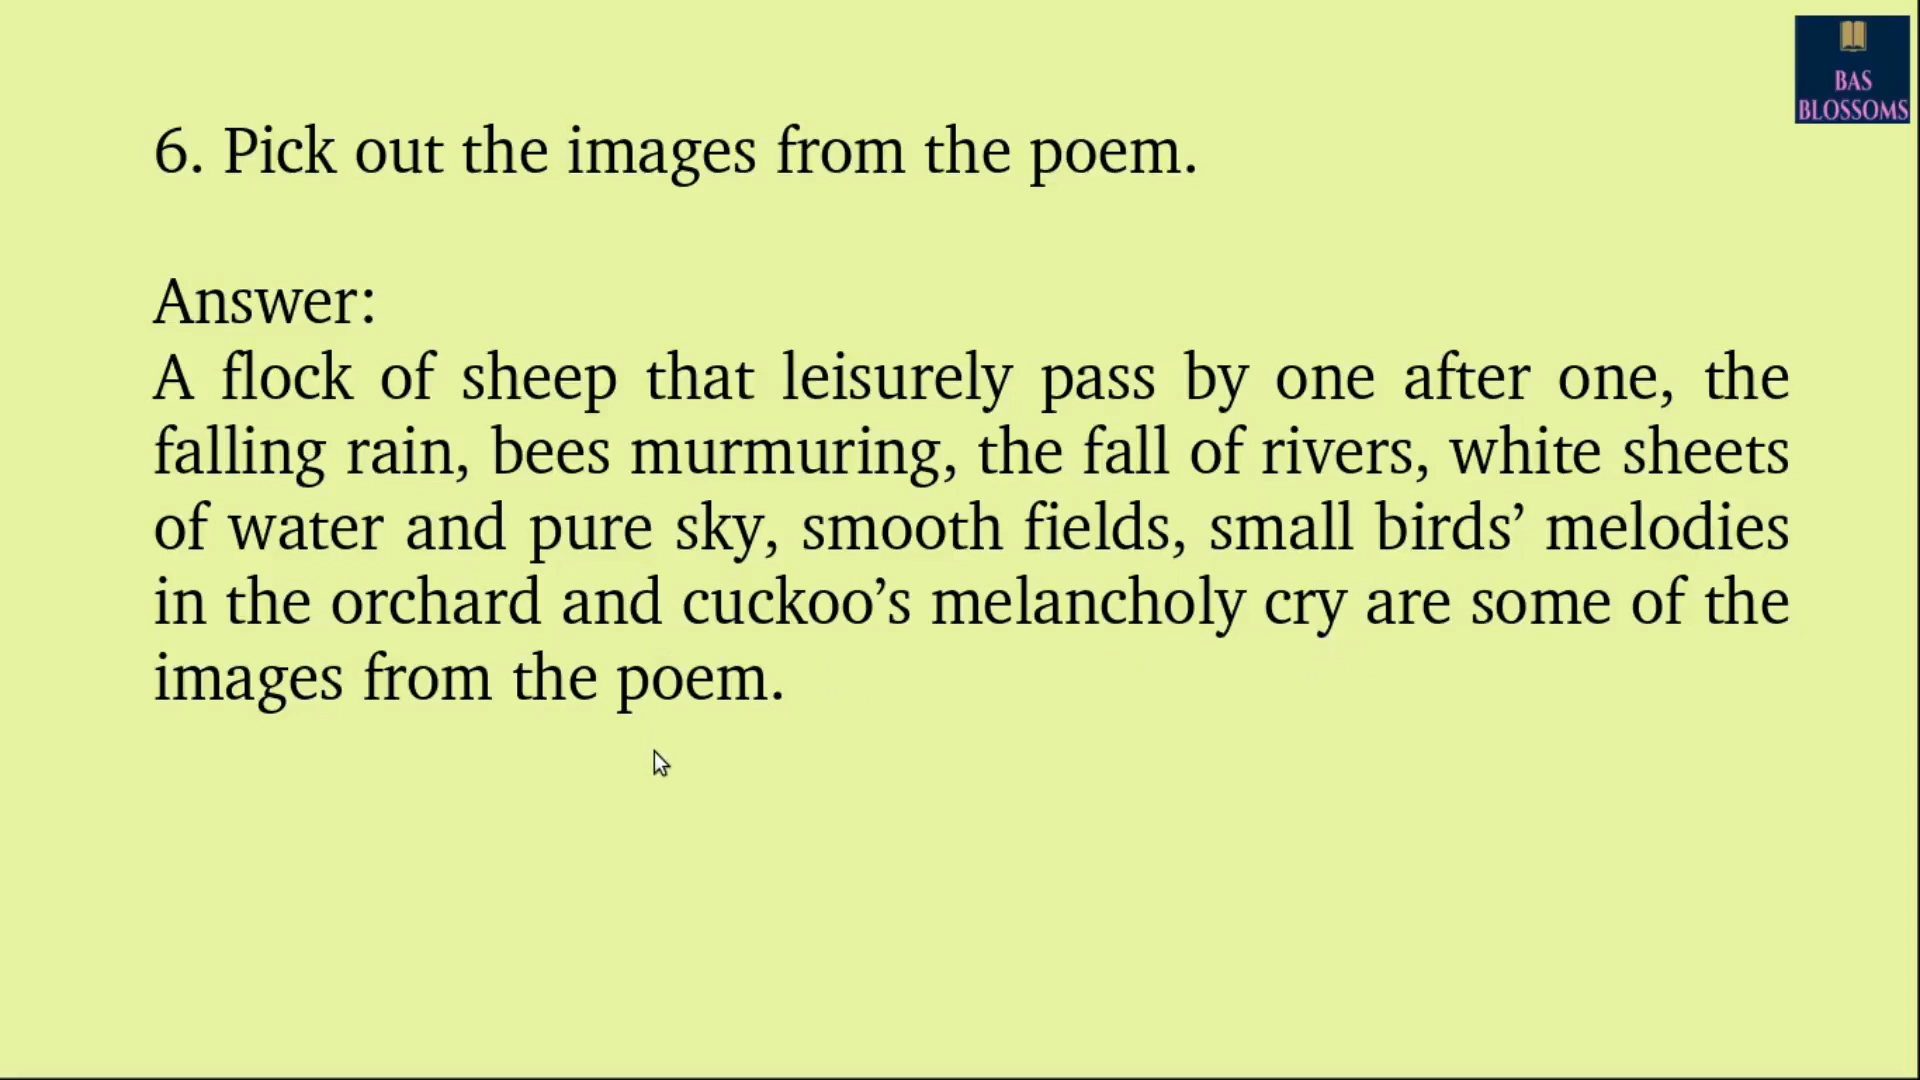 BAS
BLOSSOMS
6. Pick out the images from the poem.
Answer:
A flock of sheep that leisurely pass by one after one, the
falling rain, bees murmuring, the fall of rivers, white sheets
of water and pure sky, smooth fields, small birds’ melodies
in the orchard and cuckoo’s melancholy cry are some of the
images from the poem.